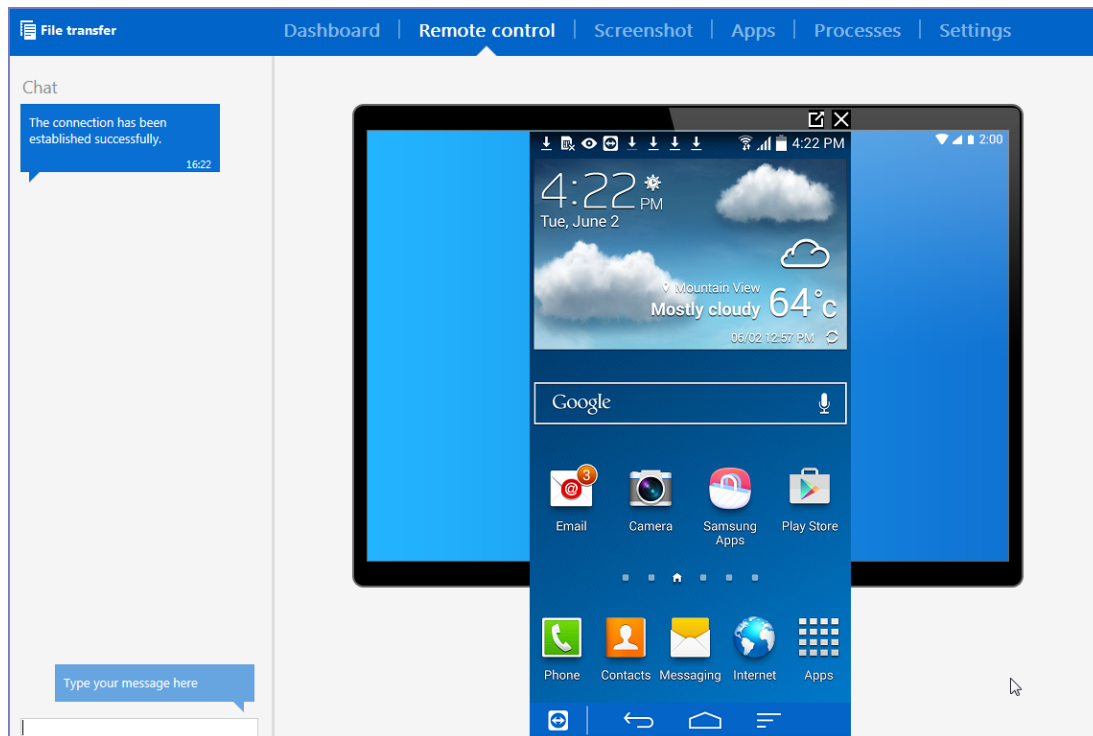 File transfer
Dashboard
Remote control
Screenshot
Apps
Processes
Settings
Chat
The connection has been
established successfully.
16:22
4:22 PM
2:00
4:22 PM
Tue, June 2
Mountain View
Mostly cloudy 64°C
06/02 12:57 PM
Google
3
Email
Camera
Samsung
Apps
Play Store
Phone
Contacts
Messaging
Internet
Apps
Type your message here